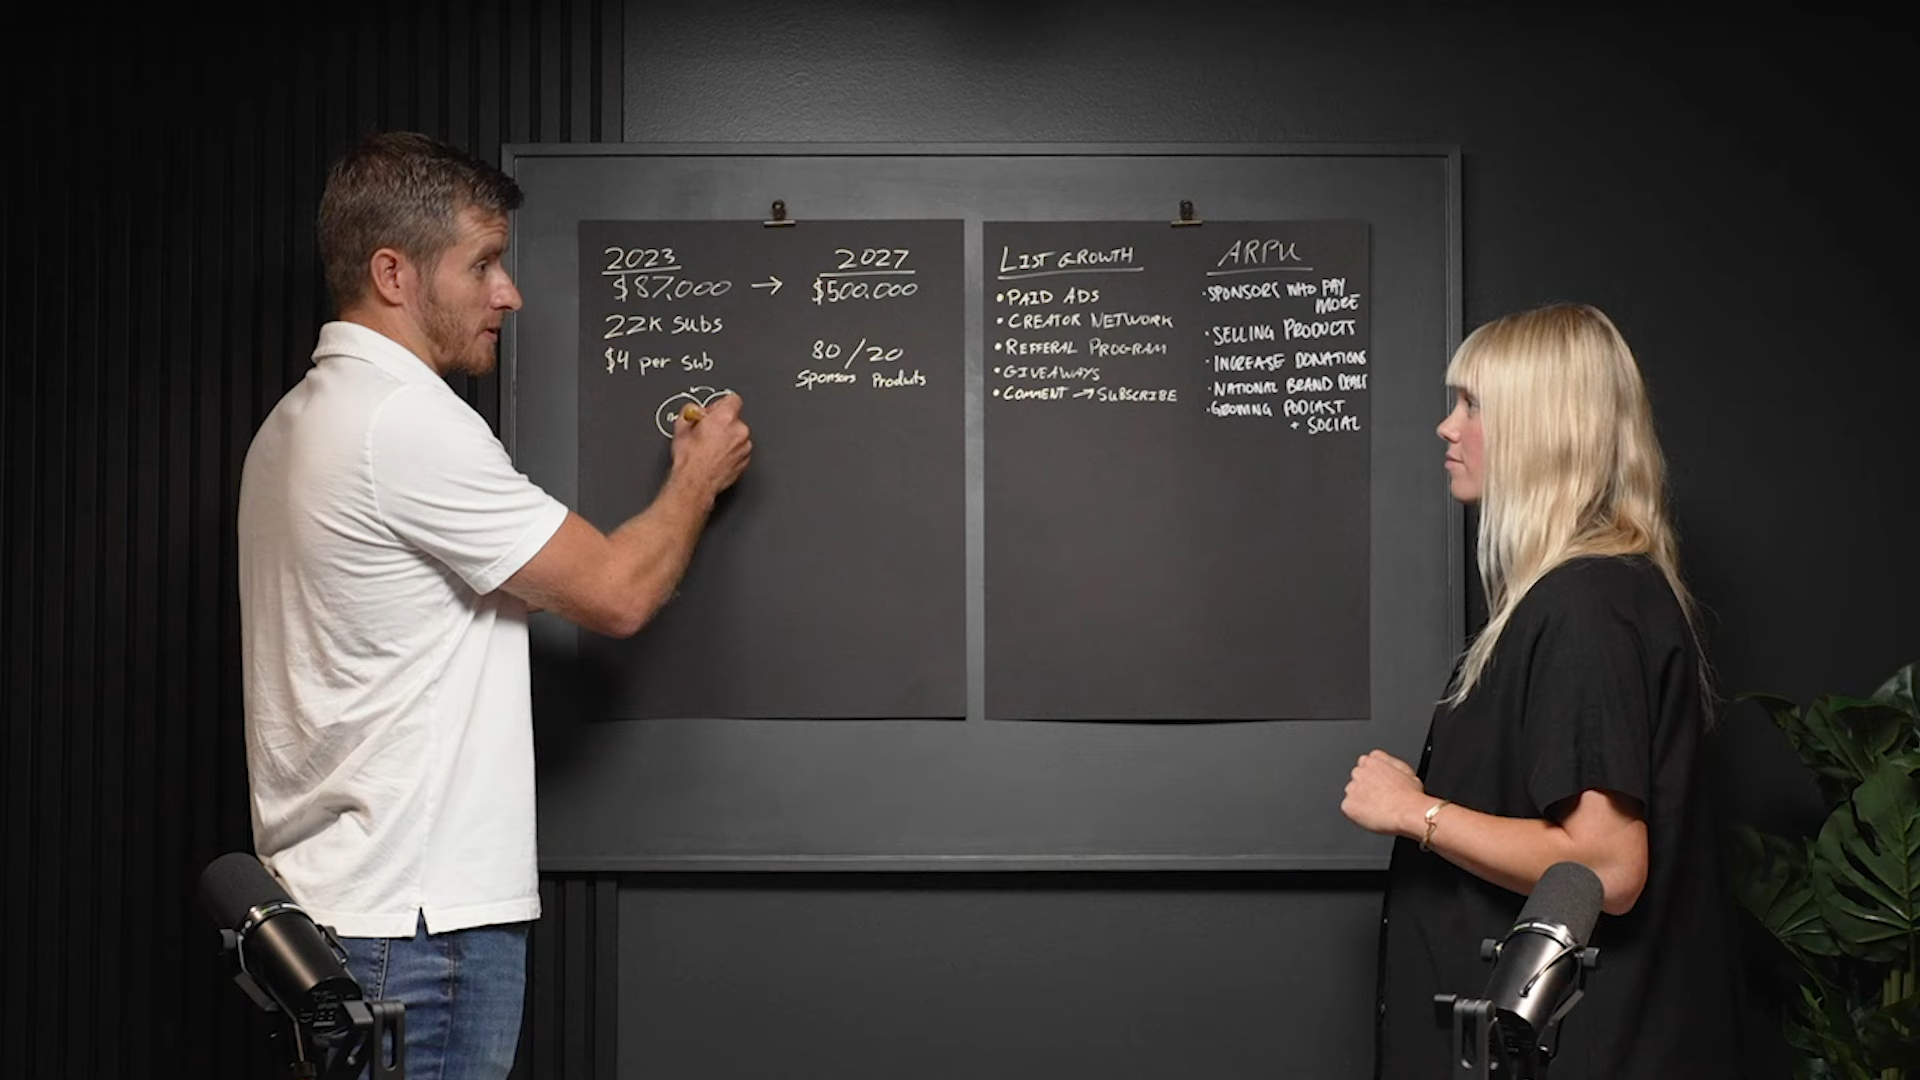 2023
$87,000 →
22K SUBS
$4 per sub
2027
$500,000
80/20
Sponsors Products
LIST GROWTH
• PAID ADS
• CREATOR NETWORK
• REFFERAL PROGRAM
• GIVEAWAYS
• COMMENT → SUBSCRIBE
ARPU
• SPONSORS WHO PAY
MORE
• SELLING PRODUCTS
• INCREASE DONATIONS
• NATIONAL BRAND DEALS
• GROWING PODCAST
+ SOCIAL